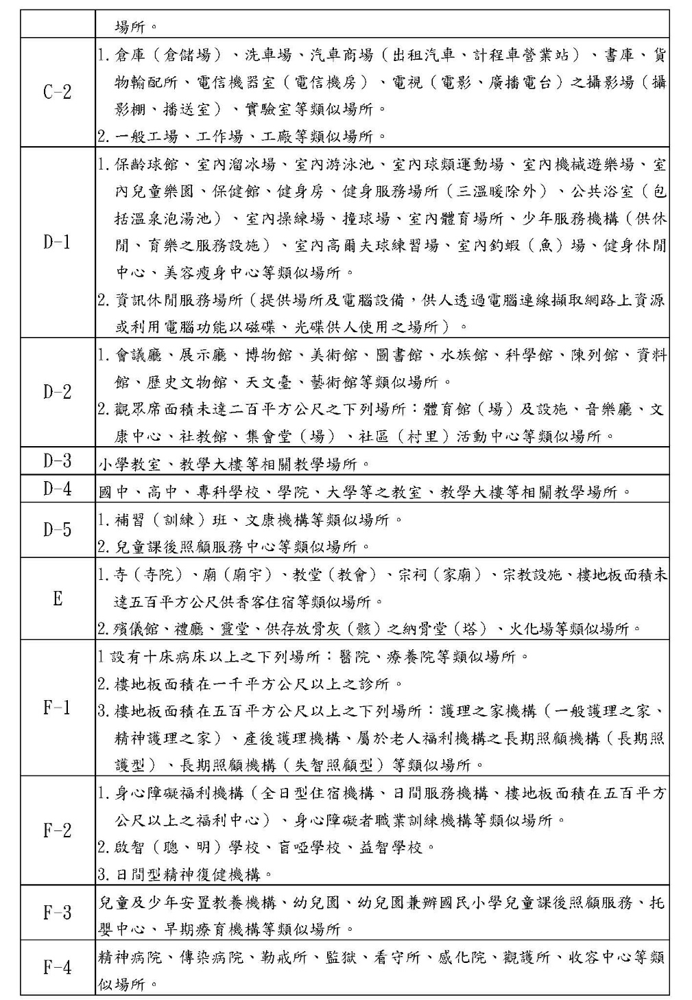 場所。
C-2
1. 倉庫（倉儲場）、洗車場、汽車商場（出租汽車、計程車營業站）、書庫、貨
物輸配所、電信機器室（電信機房）、電視（電影、廣播電台）之攝影場（攝
影棚、播送室）、實驗室等類似場所。
2. 一般工場、工作場、工廠等類似場所。
D-1
1. 保齡球館、室內溜冰場、室內游泳池、室內球類運動場、室內機械遊樂場、室
內兒童樂園、保健館、健身房、健身服務場所（三溫暖除外）、公共浴室（包
括溫泉泡湯池）、室內操練場、撞球場、室內體育場所、少年服務機構（供休
閒、育樂之服務設施）、室內高爾夫球練習場、室內釣蝦（魚）場、健身休閒
中心、美容瘦身中心等類似場所。
2. 資訊休閒服務場所（提供場所及電腦設備，供人透過電腦連線擷取網路上資源
或利用電腦功能以磁碟、光碟供人使用之場所）。
D-2
1. 會議廳、展示廳、博物館、美術館、圖書館、水族館、科學館、陳列館、資料
館、歷史文物館、天文臺、藝術館等類似場所。
2. 觀眾席面積未達二百平方公尺之下列場所：體育館（場）及設施、音樂廳、文
康中心、社教館、集會堂（場）、社區（村里）活動中心等類似場所。
D-3
小學教室、教學大樓等相關教學場所。
D-4
國中、高中、專科學校、學院、大學等之教室、教學大樓等相關教學場所。
D-5
1. 補習（訓練）班、文康機構等類似場所。
2. 兒童課後照顧服務中心等類似場所。
E
1. 寺（寺院）、廟（廟宇）、教堂（教會）、宗祠（家廟）、宗教設施、樓地板面積未
達五百平方公尺供香客住宿等類似場所。
2. 殯儀館、禮廳、靈堂、供存放骨灰（骸）之納骨堂（塔）、火化場等類似場所。
F-1
1 設有十床病床以上之下列場所：醫院、療養院等類似場所。
2. 樓地板面積在一千平方公尺以上之診所。
3. 樓地板面積在五百平方公尺以上之下列場所：護理之家機構（一般護理之家、
精神護理之家）、產後護理機構、屬於老人福利機構之長期照顧機構（長期照
護型）、長期照顧機構（失智照顧型）等類似場所。
F-2
1. 身心障礙福利機構（全日型住宿機構、日間服務機構、樓地板面積在五百平方
公尺以上之福利中心）、身心障礙者職業訓練機構等類似場所。
2. 啟智（聰、明）學校、盲啞學校、益智學校。
3. 日間型精神復健機構。
F-3
兒童及少年安置教養機構、幼兒園、幼兒園兼辦國民小學兒童課後照顧服務、托
嬰中心、早期療育機構等類似場所。
F-4
精神病院、傳染病院、勒戒所、監獄、看守所、感化院、觀護所、收容中心等類
似場所。